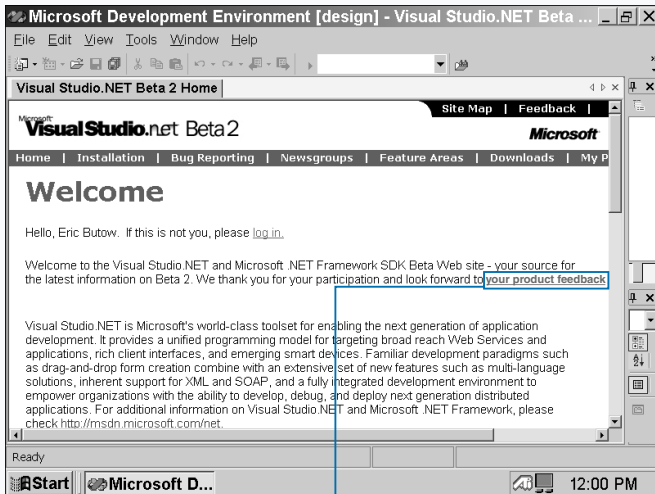 Microsoft Development Environment [design] - Visual Studio.NET Beta ...
File Edit View Tools Window Help
Visual Studio.NET Beta 2 Home
Site Map | Feedback |
Microsoft
Visual Studio.net Beta 2
Microsoft
Home | Installation | Bug Reporting | Newsgroups | Feature Areas | Downloads | My P
Welcome
Hello, Eric Butow. If this is not you, please log in.
Welcome to the Visual Studio.NET and Microsoft .NET Framework SDK Beta Web site - your source for
the latest information on Beta 2. We thank you for your participation and look forward to your product feedback
Visual Studio.NET is Microsoft's world-class toolset for enabling the next generation of application
development. It provides a unified programming model for targeting broad reach Web Services and
applications, rich client interfaces, and emerging smart devices. Familiar development paradigms such
as drag-and-drop form creation combine with an extensive set of new features such as multi-language
solutions, inherent support for XML and SOAP, and a fully integrated development environment to
empower organizations with the ability to develop, debug, and deploy next generation distributed
applications. For additional information on Visual Studio.NET and Microsoft .NET Framework, please
check http://msdn.microsoft.com/net.
Ready
Start Microsoft D... 12:00 PM